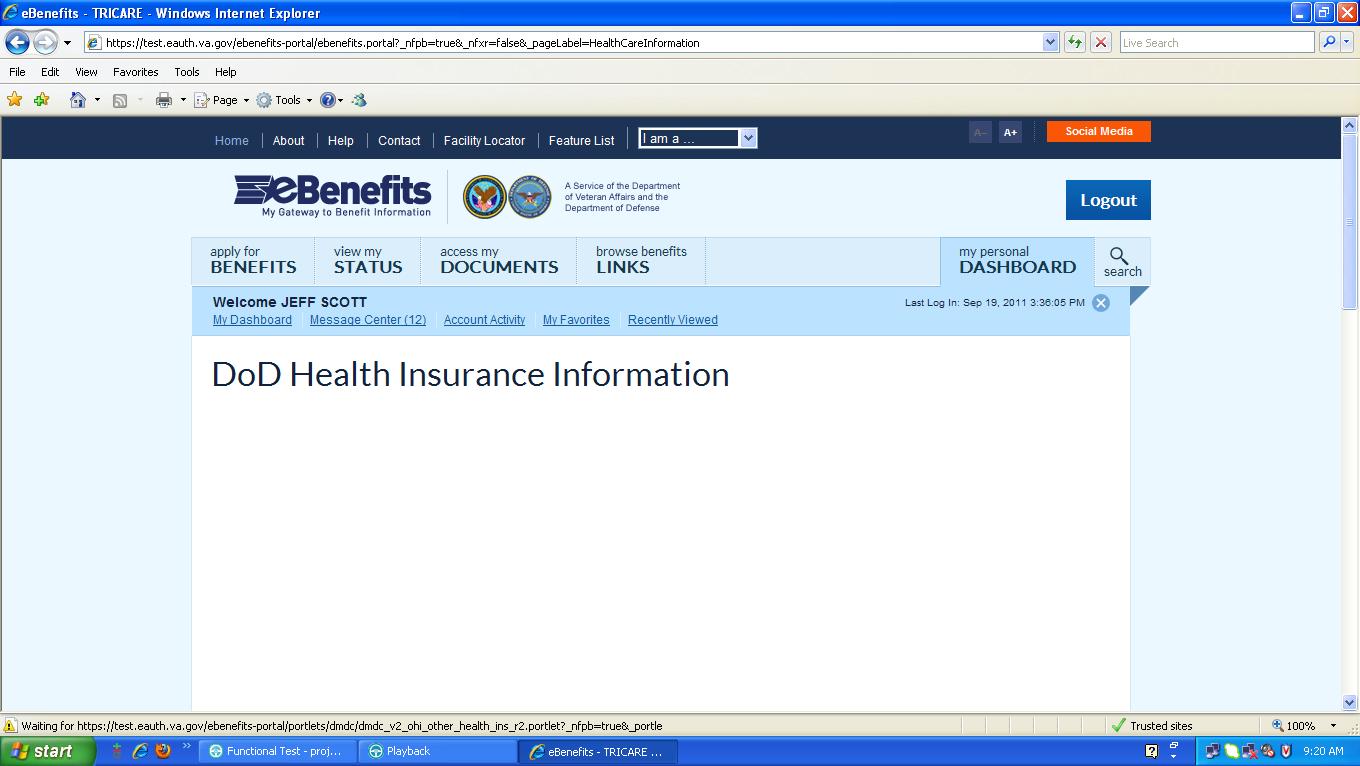 eBenefits - TRICARE - Windows Internet Explorer
https://test.eauth.va.gov/ebenefits-portal/ebenefits.portal?_nfpb=true&_nfxr=false&_pageLabel=HealthCareInformation
Live Search
File Edit View Favorites Tools Help
Page Tools
Home About Help Contact Facility Locator Feature List I am a ... A- A+ Social Media
eBenefits
My Gateway to Benefit Information
A Service of the Department
of Veteran Affairs and the
Department of Defense
Logout
apply for
BENEFITS
view my
STATUS
access my
DOCUMENTS
browse benefits
LINKS
my personal
DASHBOARD
search
Welcome JEFF SCOTT
Last Log In: Sep 19, 2011 3:36:05 PM
My Dashboard Message Center (12) Account Activity My Favorites Recently Viewed
DoD Health Insurance Information
Waiting for https://test.eauth.va.gov/ebenefits-portal/portlets/dmdc/dmdc_v2_ohi_other_health_ins_r2.portlet?_nfpb=true&_portle
Trusted sites
100%
start
Functional Test - proj...
Playback
eBenefits - TRICARE ...
9:20 AM